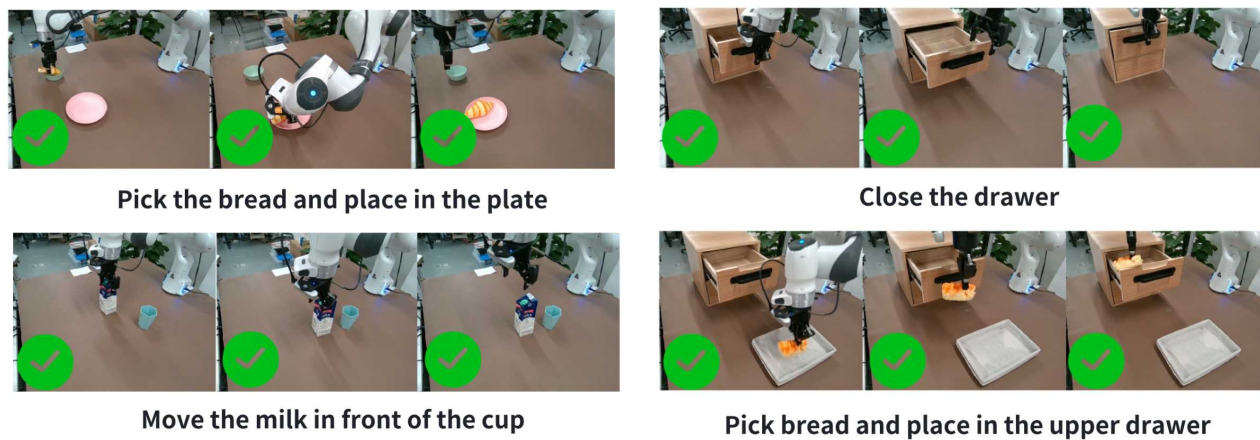 Pick the bread and place in the plate
Close the drawer
Move the milk in front of the cup
Pick bread and place in the upper drawer